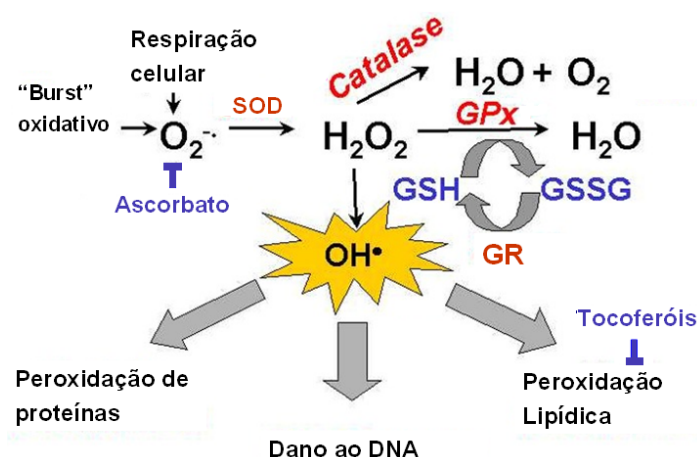 Respiração
celular
"Burst"
oxidativo
O₂⁻•
SOD
H₂O₂
Catalase
H₂O + O₂
GPx
H₂O
Ascorbato
GSH
GSSG
GR
OH•
Tocoferóis
Peroxidação de
proteínas
Dano ao DNA
Peroxidação
Lipídica